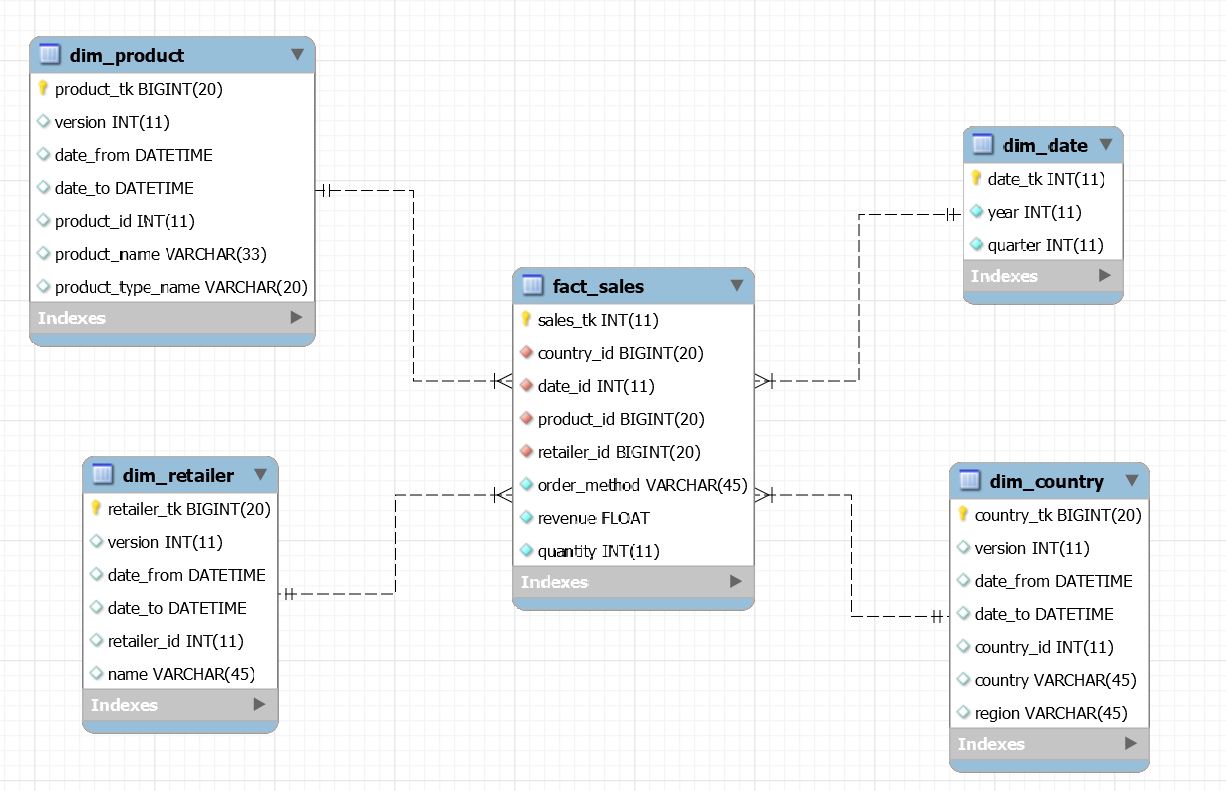 dim_product
product_tk BIGINT(20)
version INT(11)
date_from DATETIME
date_to DATETIME
product_id INT(11)
product_name VARCHAR(33)
product_type_name VARCHAR(20)
Indexes
dim_date
date_tk INT(11)
year INT(11)
quarter INT(11)
Indexes
fact_sales
sales_tk INT(11)
country_id BIGINT(20)
date_id INT(11)
product_id BIGINT(20)
retailer_id BIGINT(20)
order_method VARCHAR(45)
revenue FLOAT
quantity INT(11)
Indexes
dim_retailer
retailer_tk BIGINT(20)
version INT(11)
date_from DATETIME
date_to DATETIME
retailer_id INT(11)
name VARCHAR(45)
Indexes
dim_country
country_tk BIGINT(20)
version INT(11)
date_from DATETIME
date_to DATETIME
country_id INT(11)
country VARCHAR(45)
region VARCHAR(45)
Indexes